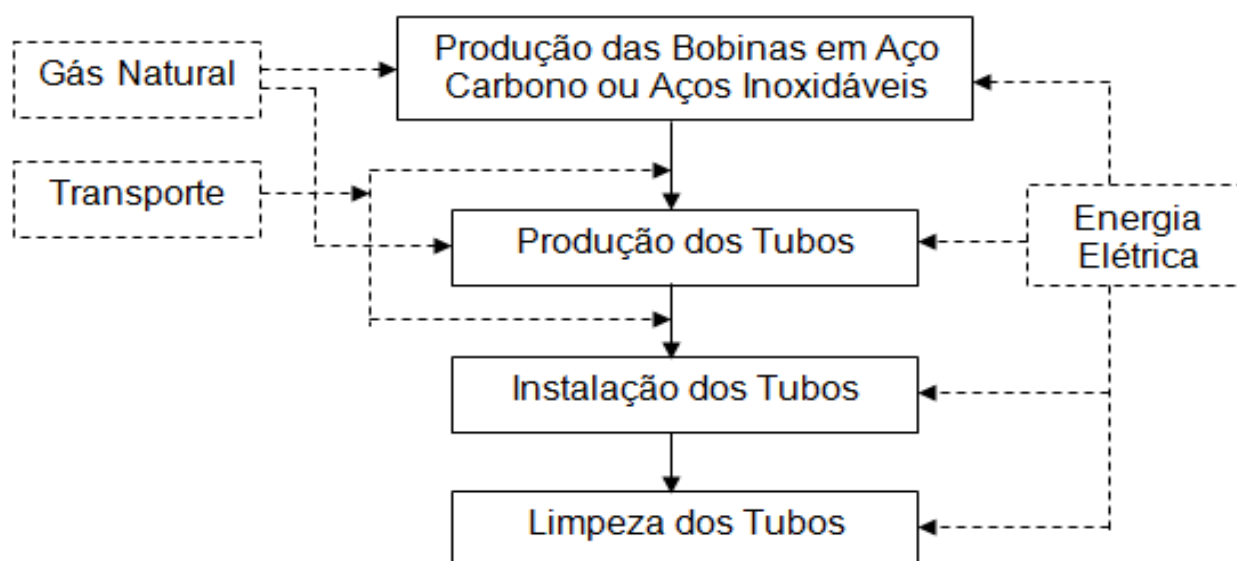 Produção das Bobinas em Aço
Carbono ou Aços Inoxidáveis
Gás Natural
Transporte
Produção dos Tubos
Energia
Elétrica
Instalação dos Tubos
Limpeza dos Tubos